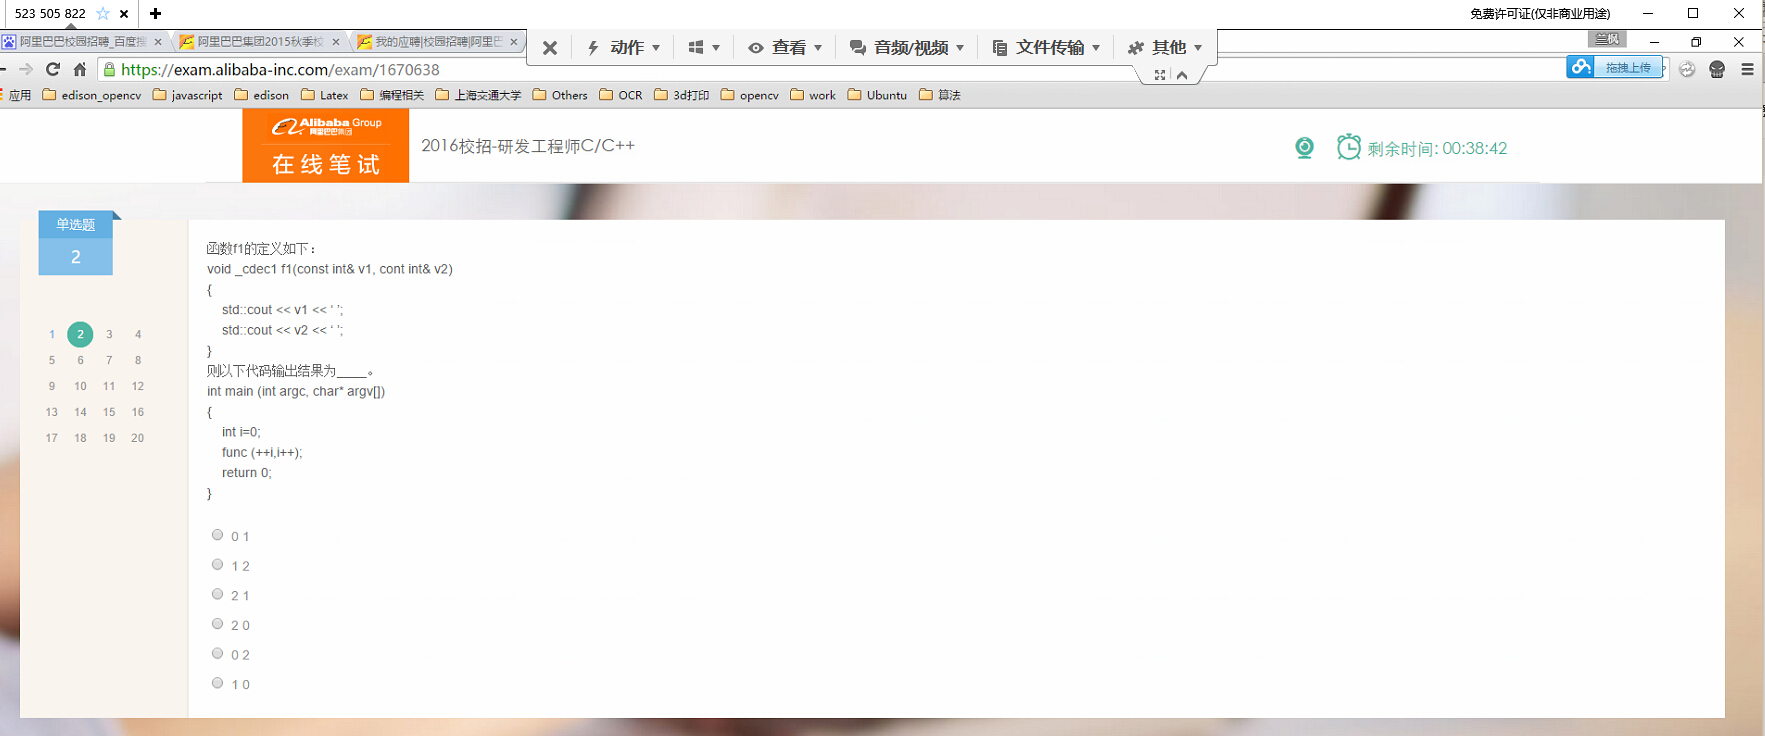 523 505 822
免费许可证(仅非商业用途)
阿里巴巴校园招聘_百度搜
阿里巴巴集团2015秋季校
我的应聘|校园招聘|阿里巴
动作
查看
音频/视频
文件传输
其他
兰枫
https://exam.alibaba-inc.com/exam/1670638
拖拽上传
应用
edison_opencv
javascript
edison
Latex
编程相关
上海交通大学
Others
OCR
3d打印
opencv
work
Ubuntu
算法
Alibaba Group
阿里巴巴集团
在线笔试
2016校招-研发工程师C/C++
剩余时间: 00:38:42
单选题
2
1 2 3 4
5 6 7 8
9 10 11 12
13 14 15 16
17 18 19 20
函数f1的定义如下：
void _cdec1 f1(const int& v1, cont int& v2)
{
std::cout << v1 << ‘ ’;
std::cout << v2 << ‘ ’;
}
则以下代码输出结果为____。
int main (int argc, char* argv[])
{
int i=0;
func (++i,i++);
return 0;
}
0 1
1 2
2 1
2 0
0 2
1 0